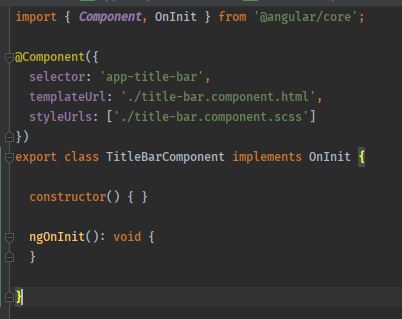 import { Component, OnInit } from '@angular/core';
@Component({
selector: 'app-title-bar',
templateUrl: './title-bar.component.html',
styleUrls: ['./title-bar.component.scss']
})
export class TitleBarComponent implements OnInit {
constructor() { }
ngOnInit(): void {
}
}